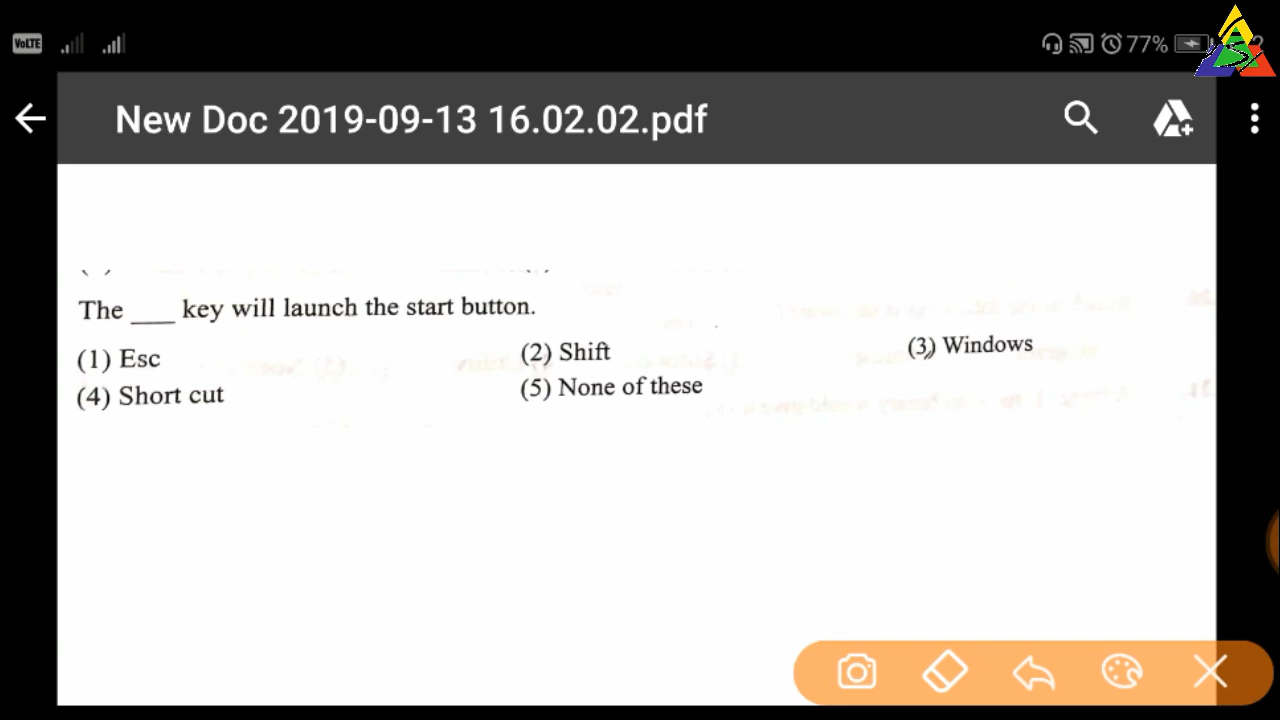 VoLTE 77%
New Doc 2019-09-13 16.02.02.pdf
The ___ key will launch the start button.
(1) Esc (2) Shift (3) Windows
(4) Short cut (5) None of these